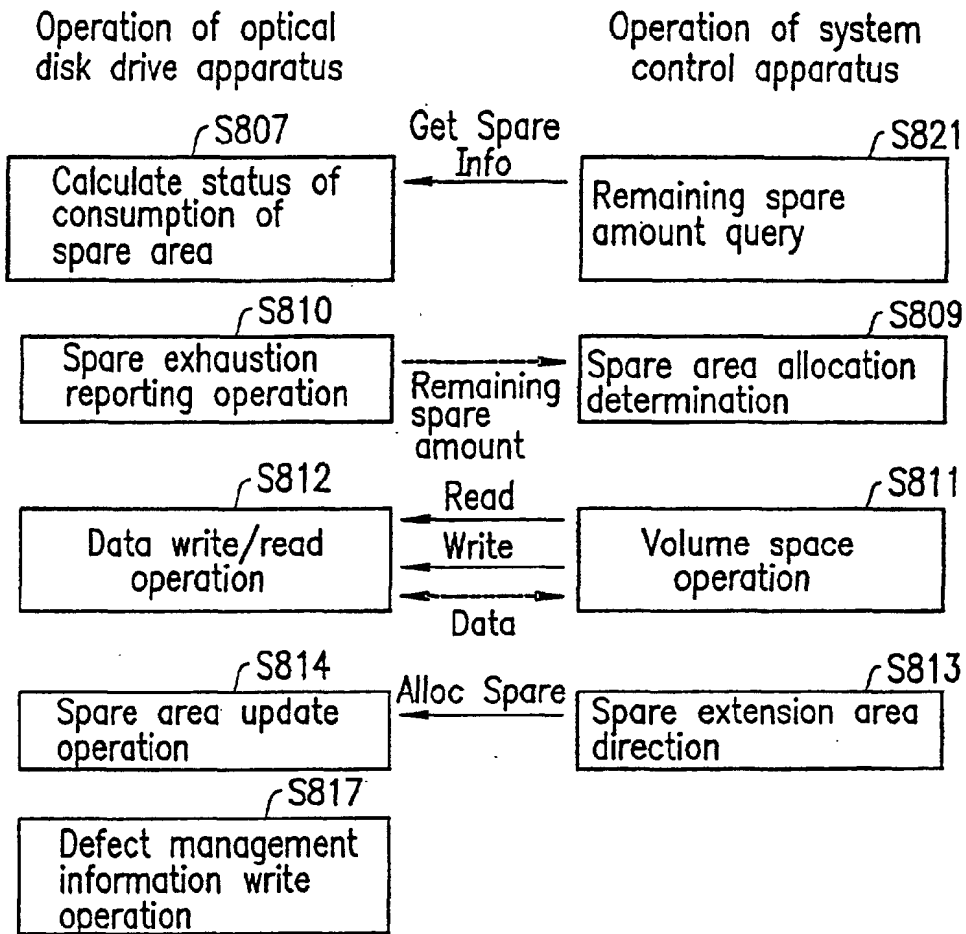 Operation of optical
disk drive apparatus
Operation of system
control apparatus
S807
Get Spare
Info
S821
Calculate status of
consumption of
spare area
Remaining spare
amount query
S810
S809
Spare exhaustion
reporting operation
Remaining
spare
amount
Spare area allocation
determination
S812
Read
S811
Data write/read
operation
Write
Volume space
operation
Data
S814
Alloc Spare
S813
Spare area update
operation
Spare extension area
direction
S817
Defect management
information write
operation